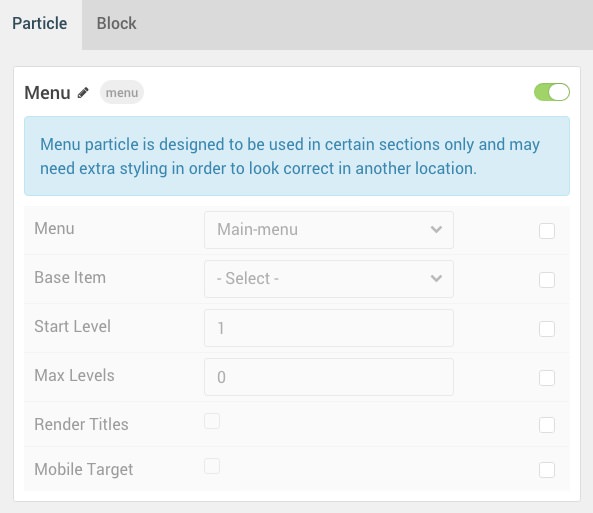 Particle Block
Menu menu
Menu particle is designed to be used in certain sections only and may
need extra styling in order to look correct in another location.
Menu Main-menu
Base Item - Select -
Start Level 1
Max Levels 0
Render Titles
Mobile Target